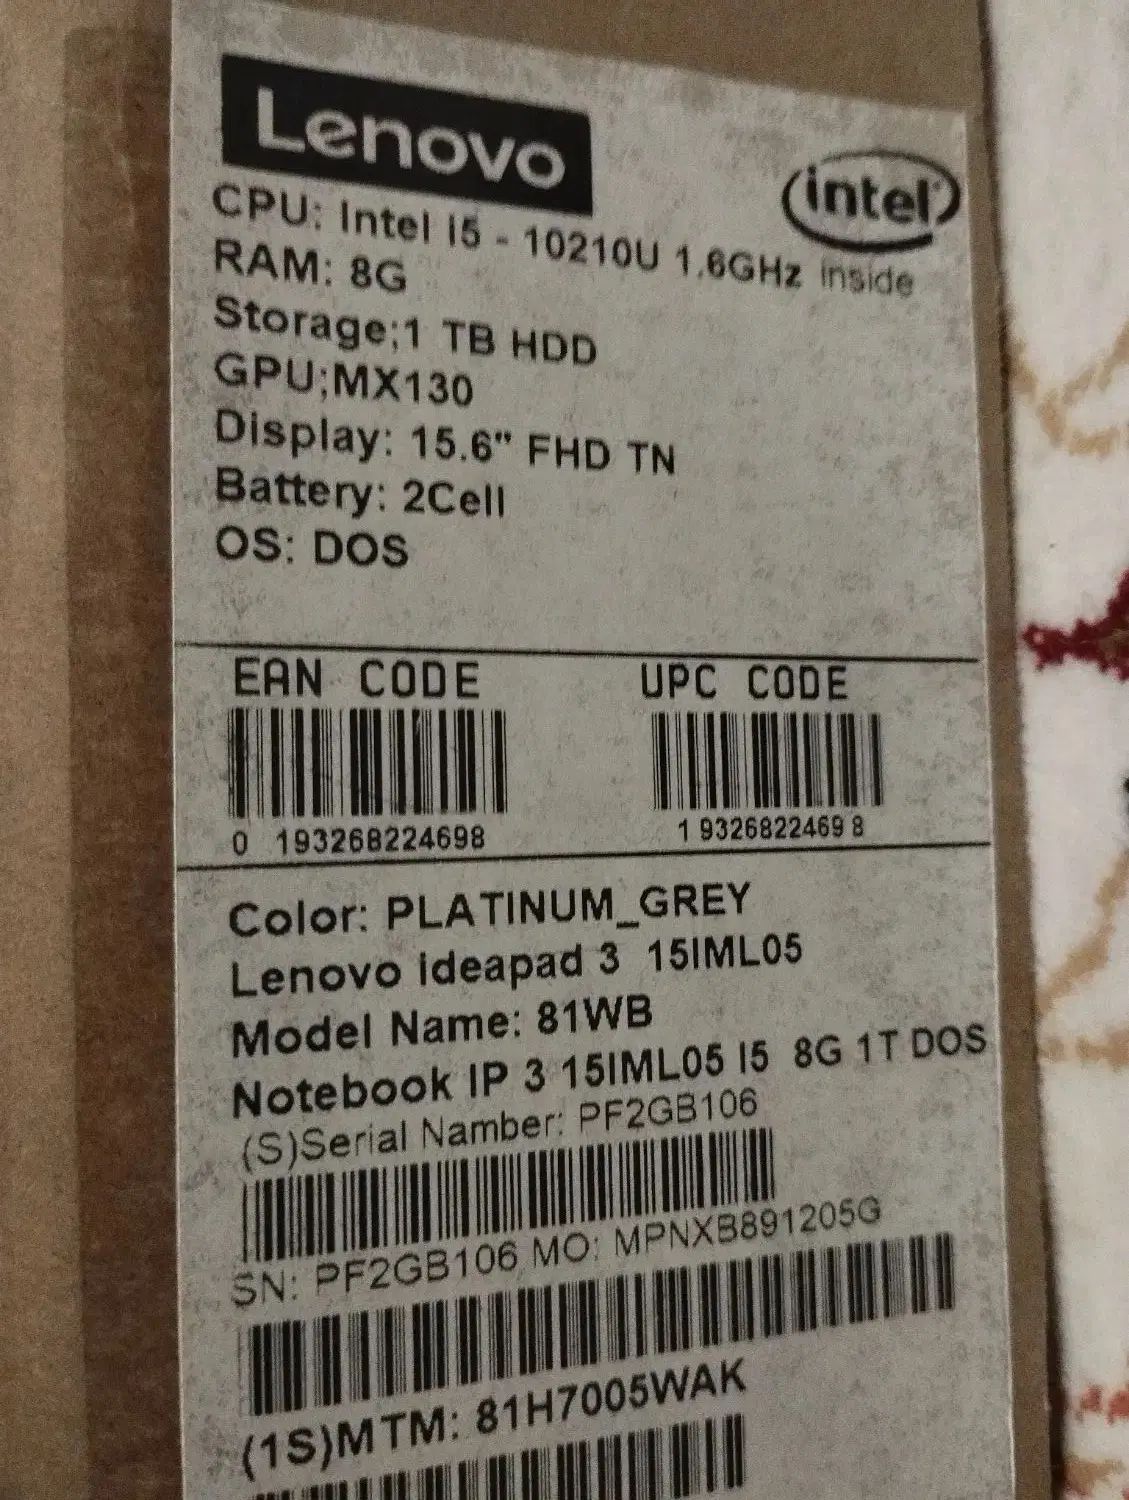 Lenovo
intel
CPU: Intel I5 - 10210U 1.6GHz inside
RAM: 8G
Storage;1 TB HDD
GPU;MX130
Display: 15.6" FHD TN
Battery: 2Cell
OS: DOS
EAN CODE UPC CODE
0 193268224698 1 9326822469 8
Color: PLATINUM_GREY
Lenovo ideapad 3 15IML05
Model Name: 81WB
Notebook IP 3 15IML05 I5 8G 1T DOS
(S)Serial Namber: PF2GB106
SN: PF2GB106 MO: MPNXB891205G
(1S)MTM: 81H7005WAK